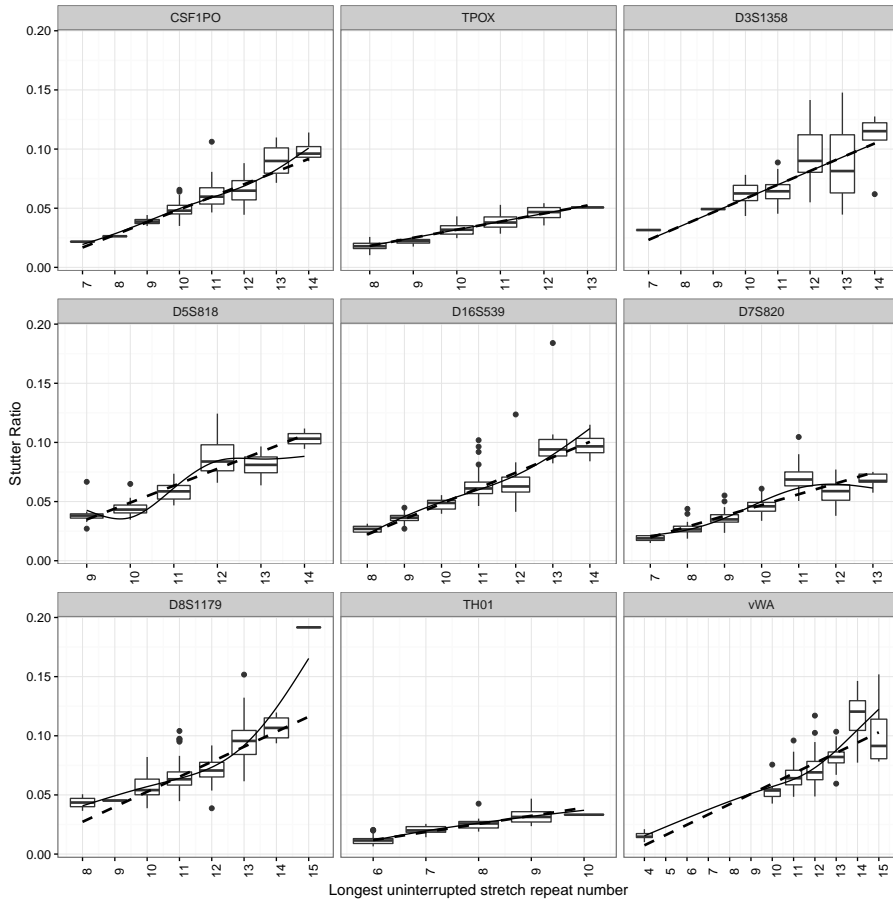 CSF1PO TPOX D3S1358
0.20
0.15
0.10
0.05
0.00
7 8 9 10 11 12 13 14
8 9 10 11 12 13
7 8 9 10 11 12 13 14
D5S818 D16S539 D7S820
0.20
0.15
0.10
0.05
0.00
9 10 11 12 13 14
8 9 10 11 12 13 14
7 8 9 10 11 12 13
D8S1179 TH01 vWA
0.20
0.15
0.10
0.05
0.00
8 9 10 11 12 13 14 15
6 7 8 9 10
4 5 6 7 8 9 10 11 12 13 14 15
Stutter Ratio
Longest uninterrupted stretch repeat number